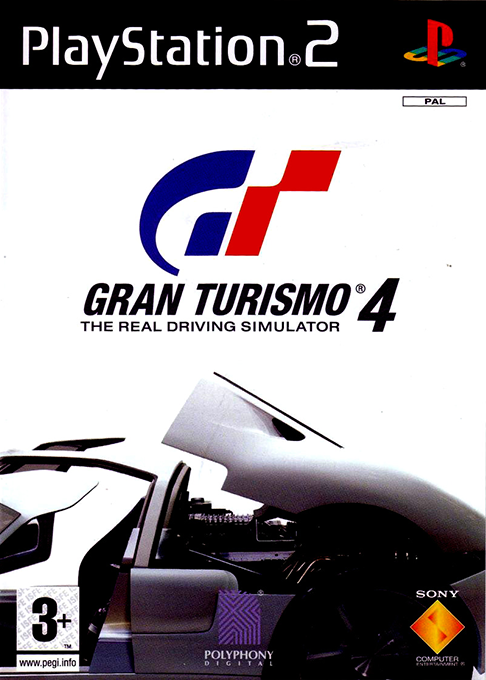 PlayStation®2
®
PAL
GT
GRAN TURISMO®4
THE REAL DRIVING SIMULATOR
3+
www.pegi.info
®
POLYPHONY
DIGITAL
SONY
COMPUTER
ENTERTAINMENT ®